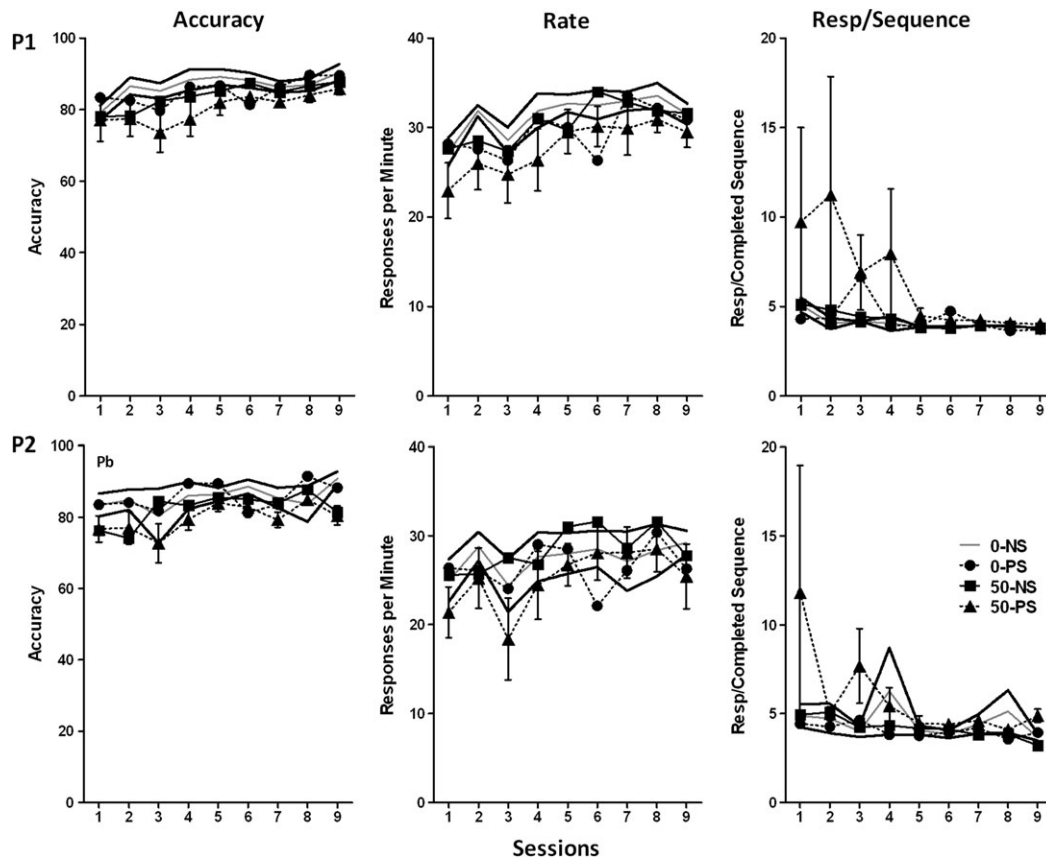 Accuracy
Rate
Resp/Sequence
P1
100
80
60
40
20
0
Accuracy
1 2 3 4 5 6 7 8 9
40
30
20
10
0
Responses per Minute
1 2 3 4 5 6 7 8 9
20
15
10
5
0
Resp/Completed Sequence
1 2 3 4 5 6 7 8 9
P2
Pb
100
80
60
40
20
0
Accuracy
1 2 3 4 5 6 7 8 9
40
30
20
10
0
Responses per Minute
1 2 3 4 5 6 7 8 9
20
15
10
5
0
Resp/Completed Sequence
0-NS
0-PS
50-NS
50-PS
1 2 3 4 5 6 7 8 9
Sessions